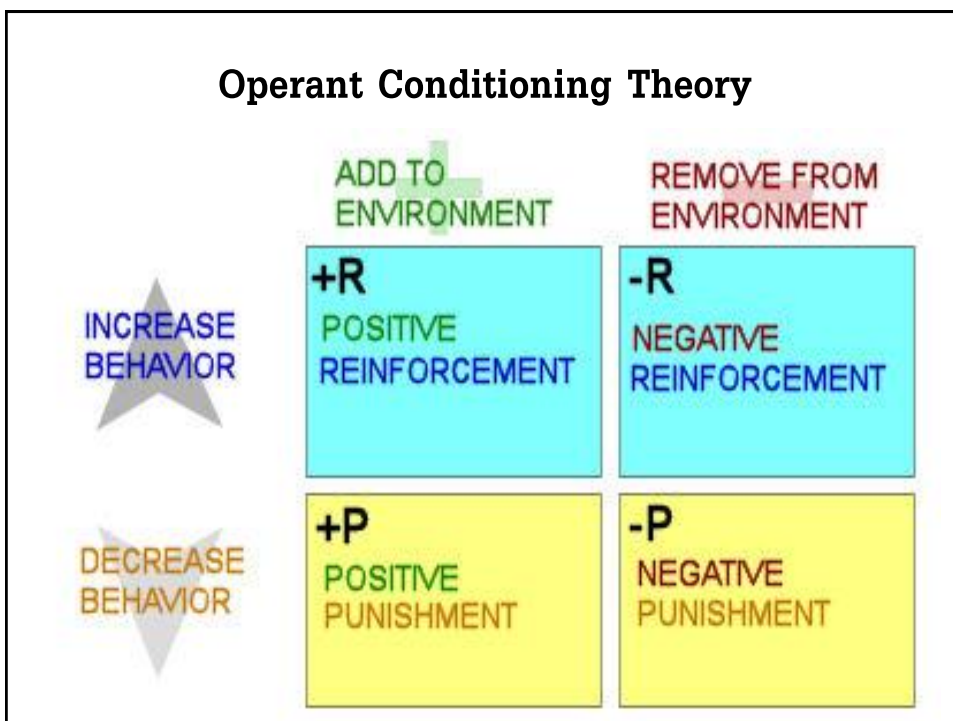 Operant Conditioning Theory
ADD TO
ENVIRONMENT
REMOVE FROM
ENVIRONMENT
INCREASE
BEHAVIOR
+R
POSITIVE
REINFORCEMENT
-R
NEGATIVE
REINFORCEMENT
DECREASE
BEHAVIOR
+P
POSITIVE
PUNISHMENT
-P
NEGATIVE
PUNISHMENT